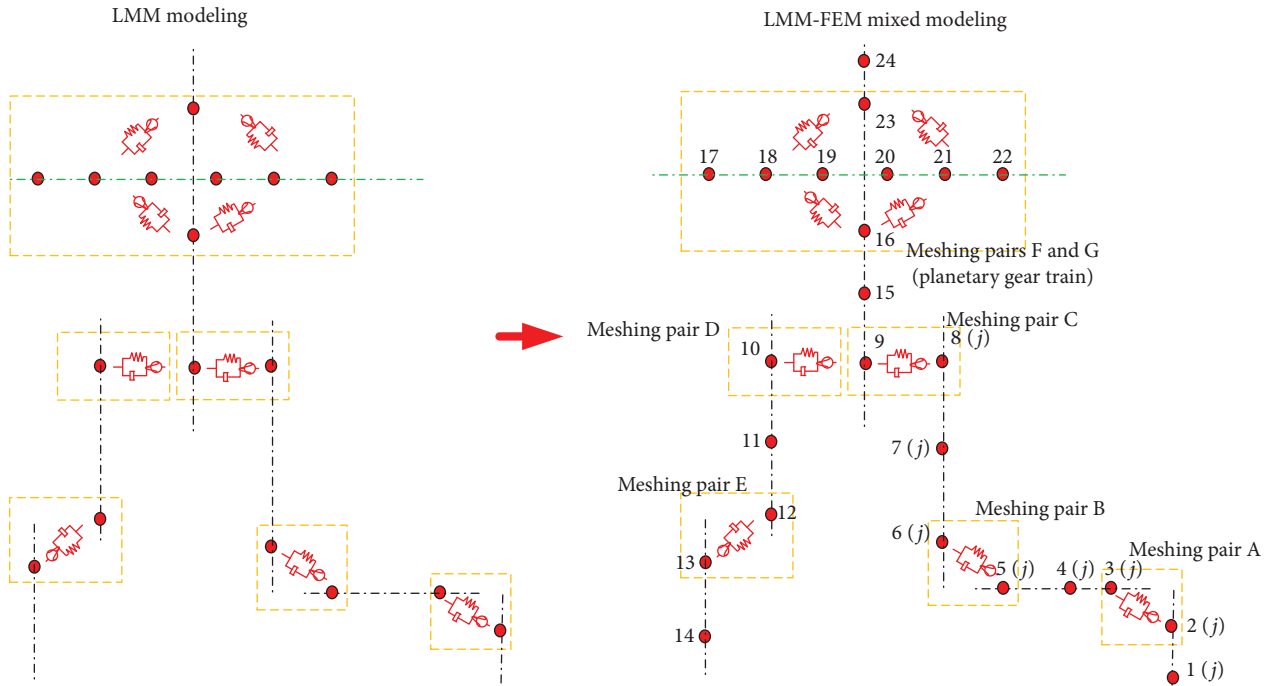 LMM modeling
LMM-FEM mixed modeling
24
23
17
18
19
20
21
22
16
Meshing pairs F and G
(planetary gear train)
15
Meshing pair D
Meshing pair C
10
9
8 (j)
11
7 (j)
Meshing pair E
12
Meshing pair B
6 (j)
Meshing pair A
13
5 (j)
4 (j)
3 (j)
14
2 (j)
1 (j)